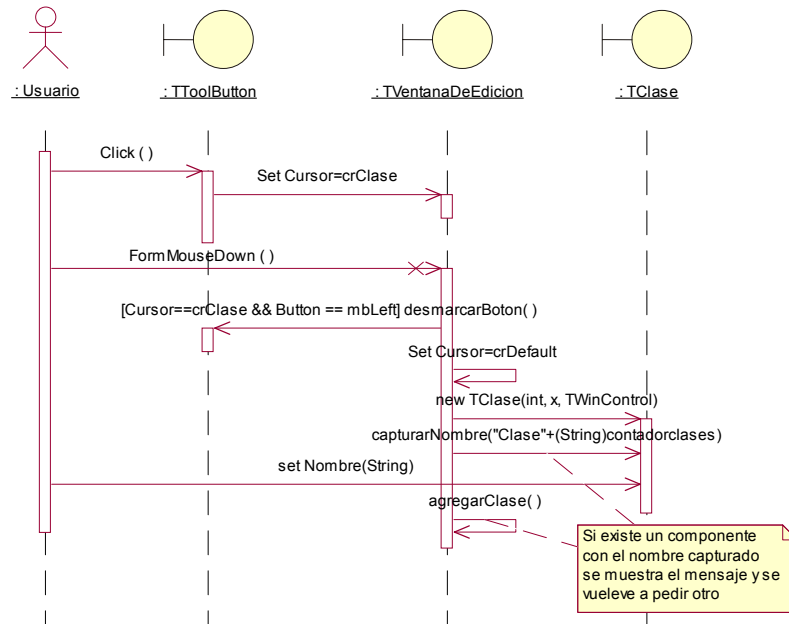 : Usuario
: TToolButton
: TVentanaDeEdicion
: TClase
Click ( )
Set Cursor=crClase
FormMouseDown ( )
[Cursor==crClase && Button == mbLeft] desmarcarBoton( )
Set Cursor=crDefault
new TClase(int, x, TWinControl)
capturarNombre("Clase"+(String)contadorclases)
set Nombre(String)
agregarClase( )
Si existe un componente
con el nombre capturado
se muestra el mensaje y se
vueleve a pedir otro